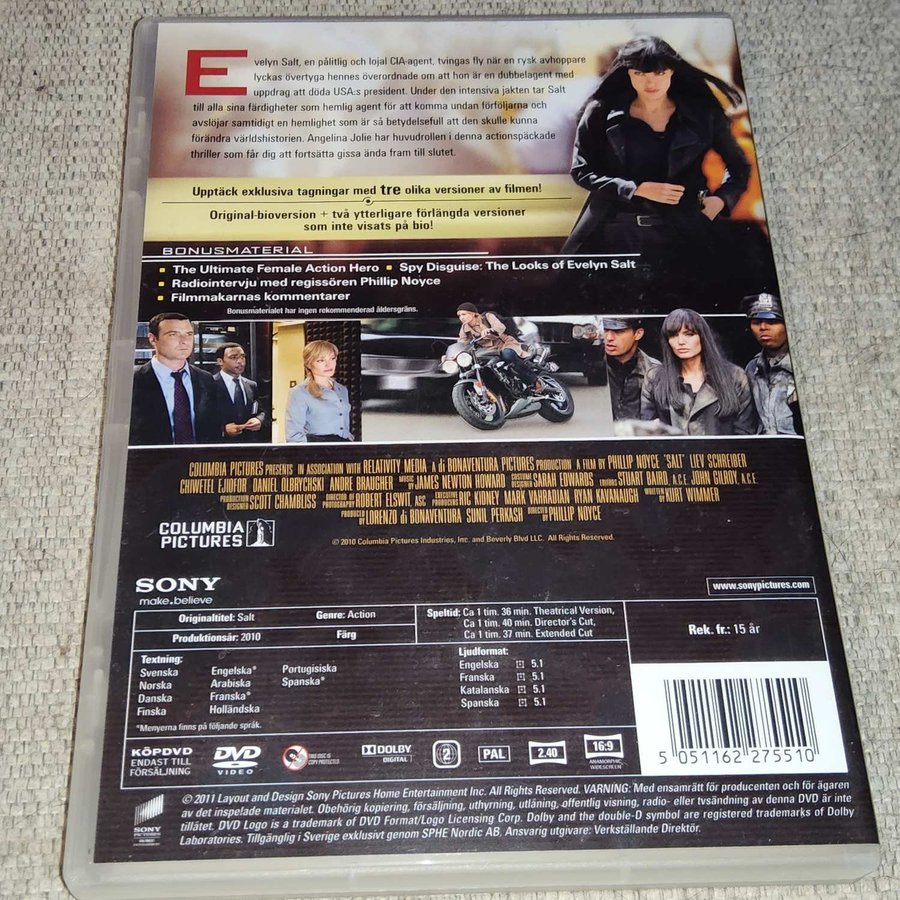 Evelyn Salt, en pålitlig och lojal CIA-agent, tvingas fly när en rysk avhoppare
lyckas övertyga hennes överordnade om att hon är en dubbelagent med
uppdrag att döda USA:s president. Under den intensiva jakten tar Salt
till alla sina färdigheter som hemlig agent för att komma undan förföljarna och
avslöjar samtidigt en hemlighet som är så betydelsefull att den skulle kunna
förändra världshistorien. Angelina Jolie har huvudrollen i denna actionspäckade
thriller som får dig att fortsätta gissa ända fram till slutet.
Upptäck exklusiva tagningar med tre olika versioner av filmen!
Original-bioversion + två ytterligare förlängda versioner
som inte visats på bio!
BONUSMATERIAL
The Ultimate Female Action Hero Spy Disguise: The Looks of Evelyn Salt
Radiointervju med regissören Phillip Noyce
Filmmakarnas kommentarer
Bonusmaterialet har ingen rekommenderad åldersgräns.
COLUMBIA PICTURES PRESENTS IN ASSOCIATION WITH RELATIVITY MEDIA A di BONAVENTURA PICTURES PRODUCTION A FILM BY PHILLIP NOYCE "SALT" LIEV SCHREIBER
CHIWETEL EJIOFOR DANIEL OLBRYCHSKI ANDRE BRAUGHER MUSIC BY JAMES NEWTON HOWARD COSTUME DESIGNER SARAH EDWARDS EDITORS STUART BAIRD, A.C.E. JOHN GILROY, A.C.E.
PRODUCTION DESIGNER SCOTT CHAMBLISS DIRECTOR OF PHOTOGRAPHY ROBERT ELSWIT, ASC EXECUTIVE PRODUCERS RIC KIDNEY MARK VAHRADIAN RYAN KAVANAUGH WRITTEN BY KURT WIMMER
PRODUCED BY LORENZO di BONAVENTURA SUNIL PERKASH DIRECTED BY PHILLIP NOYCE
COLUMBIA
PICTURES
© 2010 Columbia Pictures Industries, Inc. and Beverly Blvd LLC. All Rights Reserved.
SONY
make.believe
www.sonypictures.com
Originaltitel: Salt Genre: Action
Produktionsår: 2010 Färg
Speltid: Ca 1 tim. 36 min. Theatrical Version,
Ca 1 tim. 40 min. Director's Cut,
Ca 1 tim. 37 min. Extended Cut
Rek. fr.: 15 år
Textning:
Svenska Engelska* Portugisiska
Norska Arabiska Spanska*
Danska Franska*
Finska Holländska
*Menyerna finns på följande språk.
Ljudformat:
Engelska 5.1
Franska 5.1
Katalanska 5.1
Spanska 5.1
5 051162 275510
KÖPDVD
ENDAST TILL
FÖRSÄLJNING
DVD
VIDEO
THIS DISC IS
COPY PROTECTED
DOLBY
DIGITAL
2
PAL
2.40
16:9
ANAMORPHIC
WIDESCREEN
SONY
PICTURES
© 2011 Layout and Design Sony Pictures Home Entertainment Inc. All Rights Reserved. VARNING: Med ensamrätt för producenten och för ägaren
av det inspelade materialet. Obehörig kopiering, försäljning, uthyrning, utlåning, offentlig visning, radio- eller tvsändning av denna DVD är inte
tillåtet. DVD Logo is a trademark of DVD Format/Logo Licensing Corp. Dolby and the double-D symbol are registered trademarks of Dolby
Laboratories. Tillgänglig i Sverige exklusivt genom SPHE Nordic AB. Ansvarig utgivare: Verkställande Direktör.